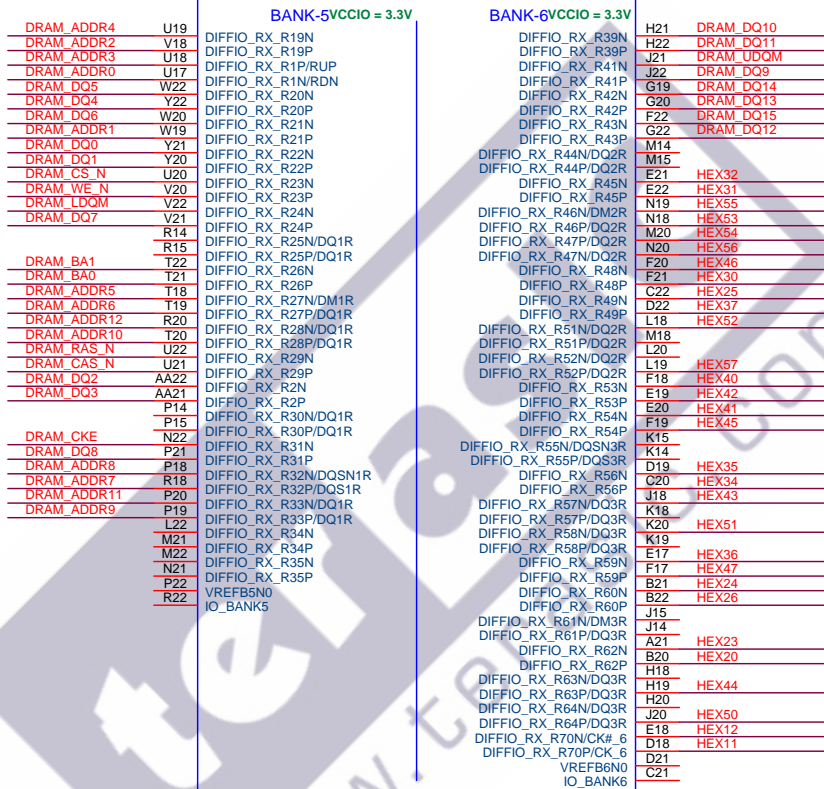 BANK-5 VCCIO = 3.3V
DRAM_ADDR4 U19 DIFFIO_RX_R19N
DRAM_ADDR2 V18 DIFFIO_RX_R19P
DRAM_ADDR3 U18 DIFFIO_RX_R1P/RUP
DRAM_ADDR0 U17 DIFFIO_RX_R1N/RDN
DRAM_DQ5 W22 DIFFIO_RX_R20N
DRAM_DQ4 Y22 DIFFIO_RX_R20P
DRAM_DQ6 W20 DIFFIO_RX_R21N
DRAM_ADDR1 W19 DIFFIO_RX_R21P
DRAM_DQ0 Y21 DIFFIO_RX_R22N
DRAM_DQ1 Y20 DIFFIO_RX_R22P
DRAM_CS_N U20 DIFFIO_RX_R23N
DRAM_WE_N V20 DIFFIO_RX_R23P
DRAM_LDQM V22 DIFFIO_RX_R24N
DRAM_DQ7 V21 DIFFIO_RX_R24P
R14 DIFFIO_RX_R25N/DQ1R
R15 DIFFIO_RX_R25P/DQ1R
DRAM_BA1 T22 DIFFIO_RX_R26N
DRAM_BA0 T21 DIFFIO_RX_R26P
DRAM_ADDR5 T18 DIFFIO_RX_R27N/DM1R
DRAM_ADDR6 T19 DIFFIO_RX_R27P/DQ1R
DRAM_ADDR12 R20 DIFFIO_RX_R28N/DQ1R
DRAM_ADDR10 T20 DIFFIO_RX_R28P/DQ1R
DRAM_RAS_N U22 DIFFIO_RX_R29N
DRAM_CAS_N U21 DIFFIO_RX_R29P
DRAM_DQ2 AA22 DIFFIO_RX_R2N
DRAM_DQ3 AA21 DIFFIO_RX_R2P
P14 DIFFIO_RX_R30N/DQ1R
P15 DIFFIO_RX_R30P/DQ1R
DRAM_CKE N22 DIFFIO_RX_R31N
DRAM_DQ8 P21 DIFFIO_RX_R31P
DRAM_ADDR8 P18 DIFFIO_RX_R32N/DQSN1R
DRAM_ADDR7 R18 DIFFIO_RX_R32P/DQS1R
DRAM_ADDR11 P20 DIFFIO_RX_R33N/DQ1R
DRAM_ADDR9 P19 DIFFIO_RX_R33P/DQ1R
L22 DIFFIO_RX_R34N
M21 DIFFIO_RX_R34P
M22 DIFFIO_RX_R35N
N21 DIFFIO_RX_R35P
P22 VREFB5N0
R22 IO_BANK5
BANK-6 VCCIO = 3.3V
DIFFIO_RX_R39N H21 DRAM_DQ10
DIFFIO_RX_R39P H22 DRAM_DQ11
DIFFIO_RX_R41N J21 DRAM_UDQM
DIFFIO_RX_R41P J22 DRAM_DQ9
DIFFIO_RX_R42N G19 DRAM_DQ14
DIFFIO_RX_R42P G20 DRAM_DQ13
DIFFIO_RX_R43N F22 DRAM_DQ15
DIFFIO_RX_R43P G22 DRAM_DQ12
DIFFIO_RX_R44N/DQ2R M14
DIFFIO_RX_R44P/DQ2R M15
DIFFIO_RX_R45N E21 HEX32
DIFFIO_RX_R45P E22 HEX31
DIFFIO_RX_R46N/DM2R N19 HEX55
DIFFIO_RX_R46P/DQ2R N18 HEX53
DIFFIO_RX_R47P/DQ2R M20 HEX54
DIFFIO_RX_R47N/DQ2R N20 HEX56
DIFFIO_RX_R48N F20 HEX46
DIFFIO_RX_R48P F21 HEX30
DIFFIO_RX_R49N C22 HEX25
DIFFIO_RX_R49P D22 HEX37
DIFFIO_RX_R51N/DQ2R L18 HEX52
DIFFIO_RX_R51P/DQ2R M18
DIFFIO_RX_R52N/DQ2R L20
DIFFIO_RX_R52P/DQ2R L19 HEX57
DIFFIO_RX_R53N F18 HEX40
DIFFIO_RX_R53P E19 HEX42
DIFFIO_RX_R54N E20 HEX41
DIFFIO_RX_R54P F19 HEX45
DIFFIO_RX_R55N/DQSN3R K15
DIFFIO_RX_R55P/DQS3R K14
DIFFIO_RX_R56N D19 HEX35
DIFFIO_RX_R56P C20 HEX34
DIFFIO_RX_R57N/DQ3R J18 HEX43
DIFFIO_RX_R57P/DQ3R K18
DIFFIO_RX_R58N/DQ3R K20 HEX51
DIFFIO_RX_R58P/DQ3R K19
DIFFIO_RX_R59N E17 HEX36
DIFFIO_RX_R59P F17 HEX47
DIFFIO_RX_R60N B21 HEX24
DIFFIO_RX_R60P B22 HEX26
DIFFIO_RX_R61N/DM3R J15
DIFFIO_RX_R61P/DQ3R J14
DIFFIO_RX_R62N A21 HEX23
DIFFIO_RX_R62P B20 HEX20
DIFFIO_RX_R63N/DQ3R H18
DIFFIO_RX_R63P/DQ3R H19 HEX44
DIFFIO_RX_R64N/DQ3R H20
DIFFIO_RX_R64P/DQ3R J20 HEX50
DIFFIO_RX_R70N/CK#_6 E18 HEX12
DIFFIO_RX_R70P/CK_6 D18 HEX11
VREFB6N0 D21
IO_BANK6 C21
terasic